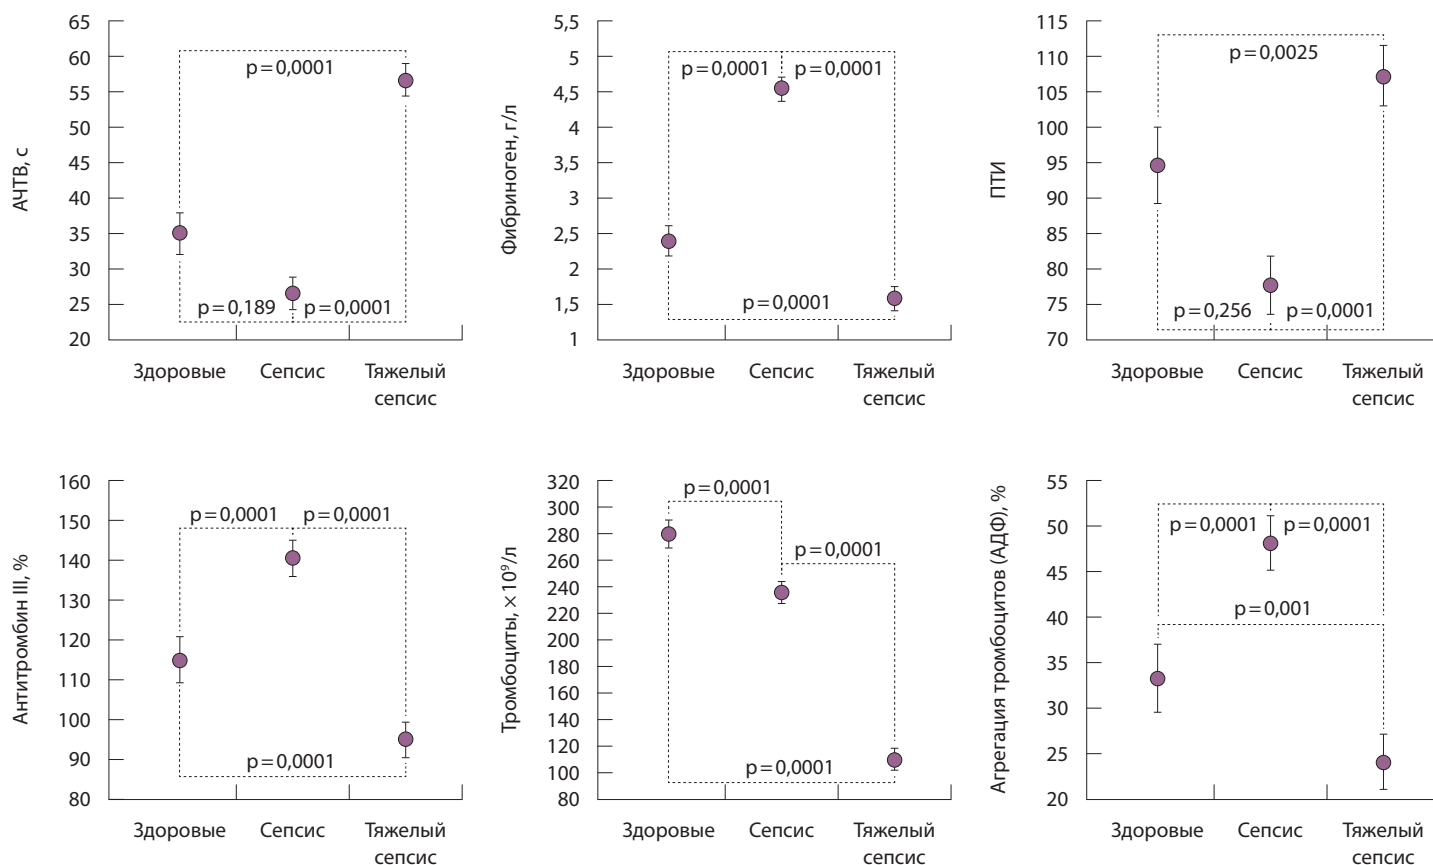 АЧТВ, с
65
60
55
50
45
40
35
30
25
20
p=0,0001
p=0,189
p=0,0001
Здоровые
Сепсис
Тяжелый
сепсис
Фибриноген, г/л
5,5
5
4,5
4
3,5
3
2,5
2
1,5
1
p=0,0001
p=0,0001
p=0,0001
Здоровые
Сепсис
Тяжелый
сепсис
ПТИ
115
110
105
100
95
90
85
80
75
70
p=0,0025
p=0,256
p=0,0001
Здоровые
Сепсис
Тяжелый
сепсис
Антитромбин III, %
160
150
140
130
120
110
100
90
80
p=0,0001
p=0,0001
p=0,0001
Здоровые
Сепсис
Тяжелый
сепсис
Тромбоциты, ×10⁹/л
320
300
280
260
240
220
200
180
160
140
120
100
80
p=0,0001
p=0,0001
p=0,0001
Здоровые
Сепсис
Тяжелый
сепсис
Агрегация тромбоцитов (АДФ), %
55
50
45
40
35
30
25
20
p=0,0001
p=0,0001
p=0,001
Здоровые
Сепсис
Тяжелый
сепсис